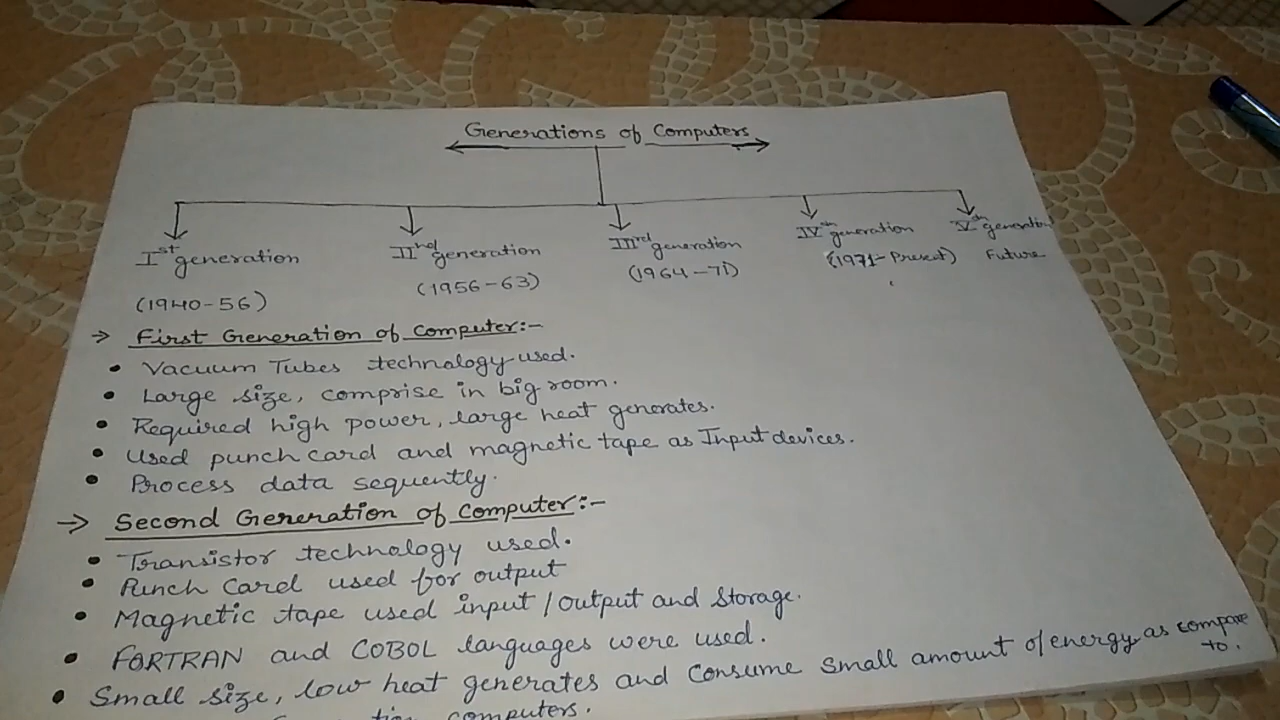 Generations of Computers
Ist generation IInd generation IIIrd generation IVth generation Vth generation
(1940-56) (1956-63) (1964-71) (1971-Present) Future
→ First Generation of Computer:-
• Vacuum Tubes technology used.
• Large size, comprise in big room.
• Required high power, large heat generates.
• Used punch card and magnetic tape as Input devices.
• Process data sequently.
→ Second Generation of Computer:-
• Transistor technology used.
• Punch Card used for output
• Magnetic tape used input / output and Storage.
• FORTRAN and COBOL languages were used.
• Small size, low heat generates and Consume Small amount of energy as compare to.
computers.